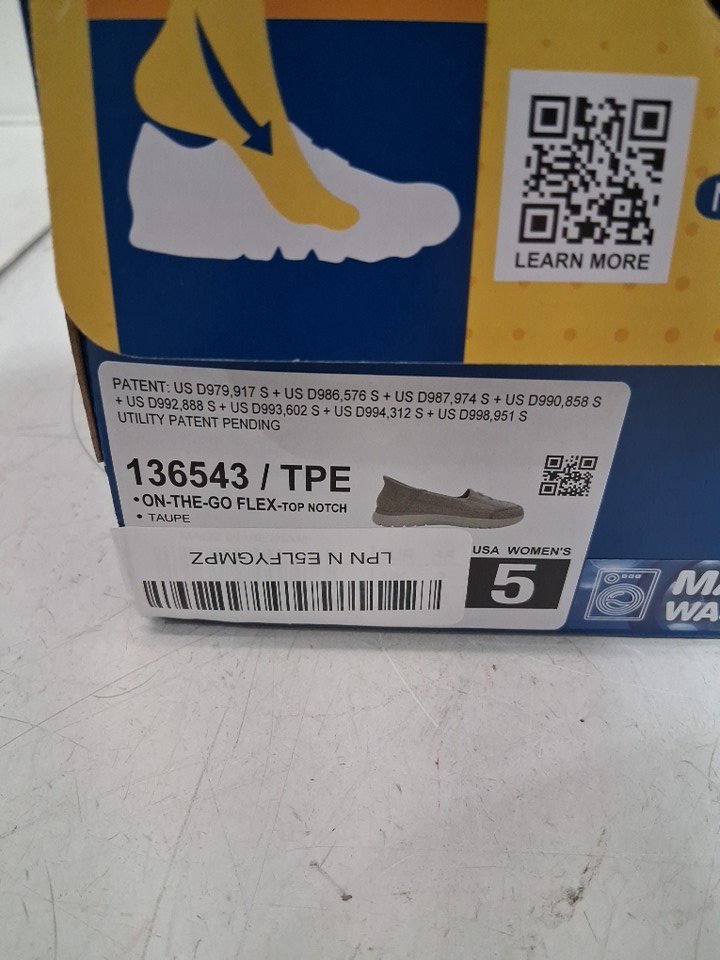 LEARN MORE
PATENT: US D979,917 S + US D986,576 S + US D987,974 S + US D990,858 S
+ US D992,888 S + US D993,602 S + US D994,312 S + US D998,951 S
UTILITY PATENT PENDING
136543 / TPE
•ON-THE-GO FLEX-TOP NOTCH
• TAUPE
LPN N E5LFYGMPZ
USA WOMEN'S
5